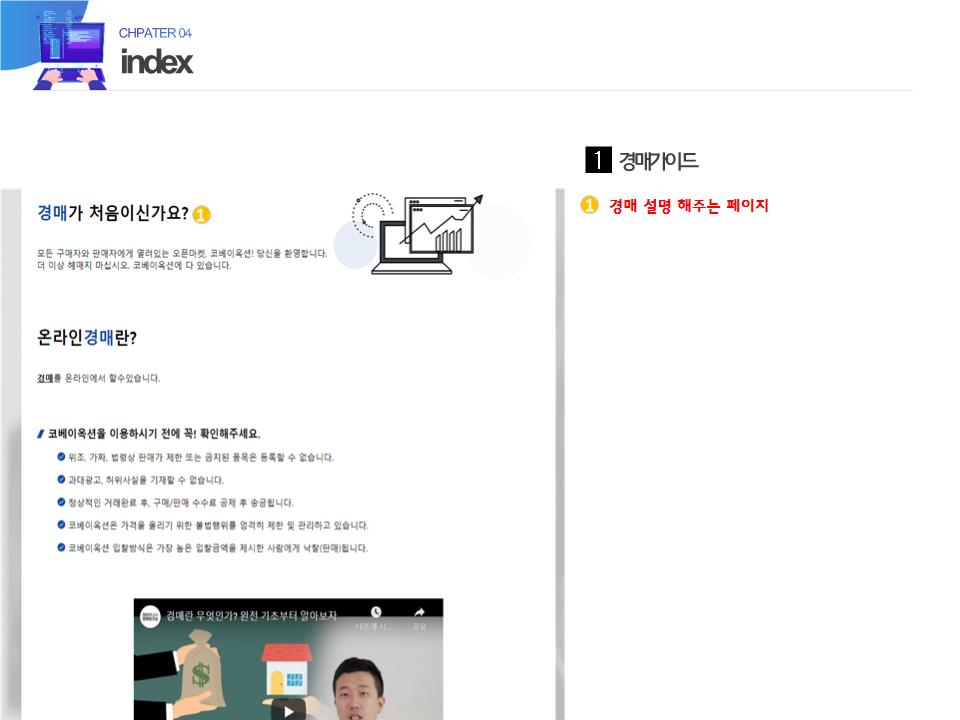 CHPATER 04
index
1 경매가이드
1 경매 설명 해주는 페이지
경매가 처음이신가요? 1
모든 구매자와 판매자에게 열려있는 오픈마켓, 코베이옥션! 당신을 환영합니다.
더 이상 헤매지 마십시오. 코베이옥션에 다 있습니다.
온라인경매란?
경매를 온라인에서 할수있습니다.
코베이옥션을 이용하시기 전에 꼭! 확인해주세요.
위조, 가짜, 법령상 판매가 제한 또는 금지된 품목은 등록할 수 없습니다.
과대광고, 허위사실을 기재할 수 없습니다.
정상적인 거래완료 후, 구매/판매 수수료 공제 후 송금됩니다.
코베이옥션은 가격을 올리기 위한 불법행위를 엄격히 제한 및 관리하고 있습니다.
코베이옥션 입찰방식은 가장 높은 입찰금액을 제시한 사람에게 낙찰(판매)됩니다.
경매란 무엇인가? 완전 기초부터 알아보자
나중에 시...
공유
$